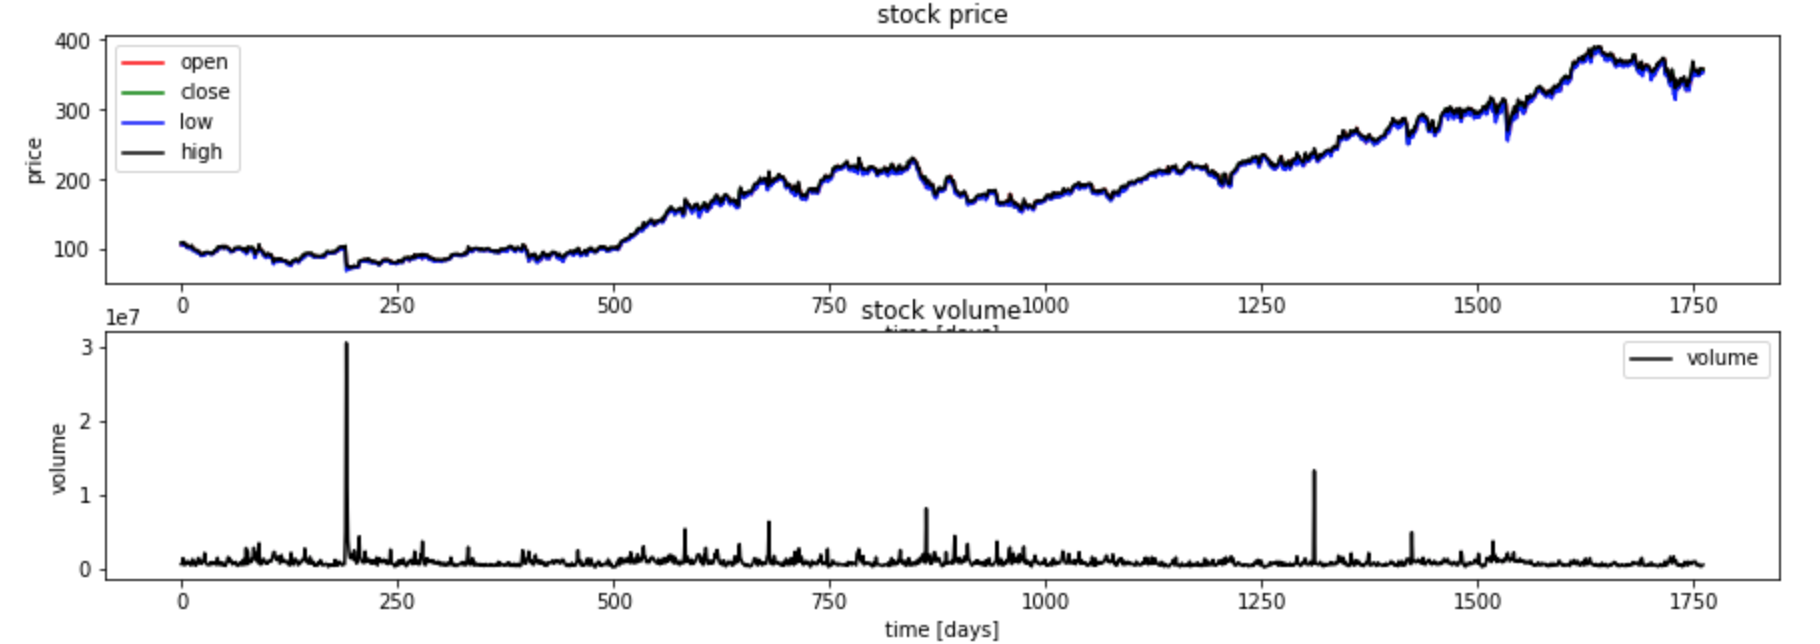 stock price
400
300
200
100
price
open
close
low
high
0 250 500 750 1000 1250 1500 1750
time [days]
stock volume
1e7
3
2
1
0
volume
volume
0 250 500 750 1000 1250 1500 1750
time [days]